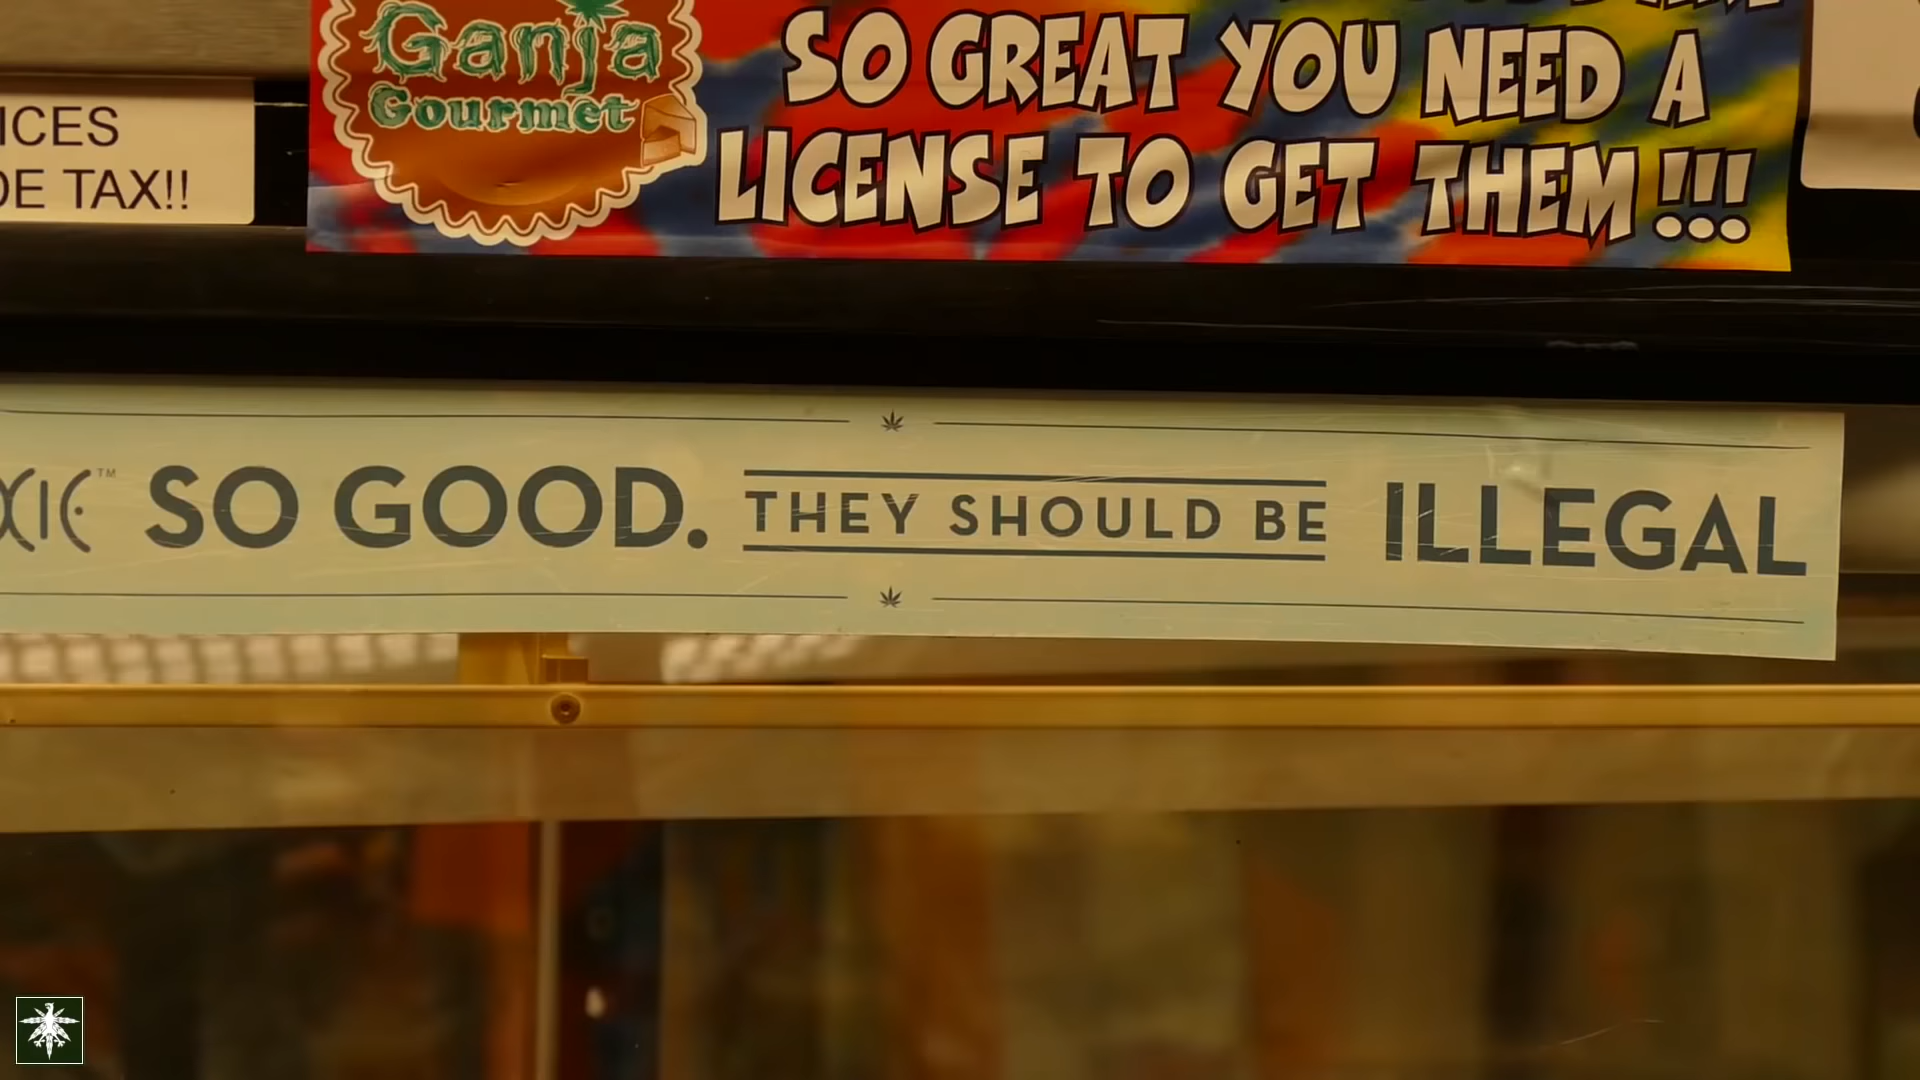 Ganja
Gourmet
SO GREAT YOU NEED A
LICENSE TO GET THEM !!!
ICES
DE TAX!!
SO GOOD. THEY SHOULD BE ILLEGAL